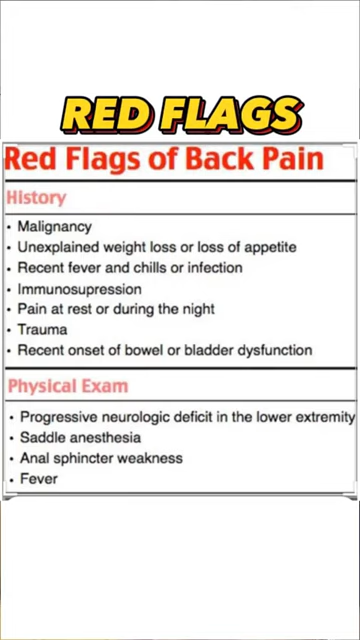 RED FLAGS
Red Flags of Back Pain
History
• Malignancy
• Unexplained weight loss or loss of appetite
• Recent fever and chills or infection
• Immunosupression
• Pain at rest or during the night
• Trauma
• Recent onset of bowel or bladder dysfunction
Physical Exam
• Progressive neurologic deficit in the lower extremity
• Saddle anesthesia
• Anal sphincter weakness
• Fever